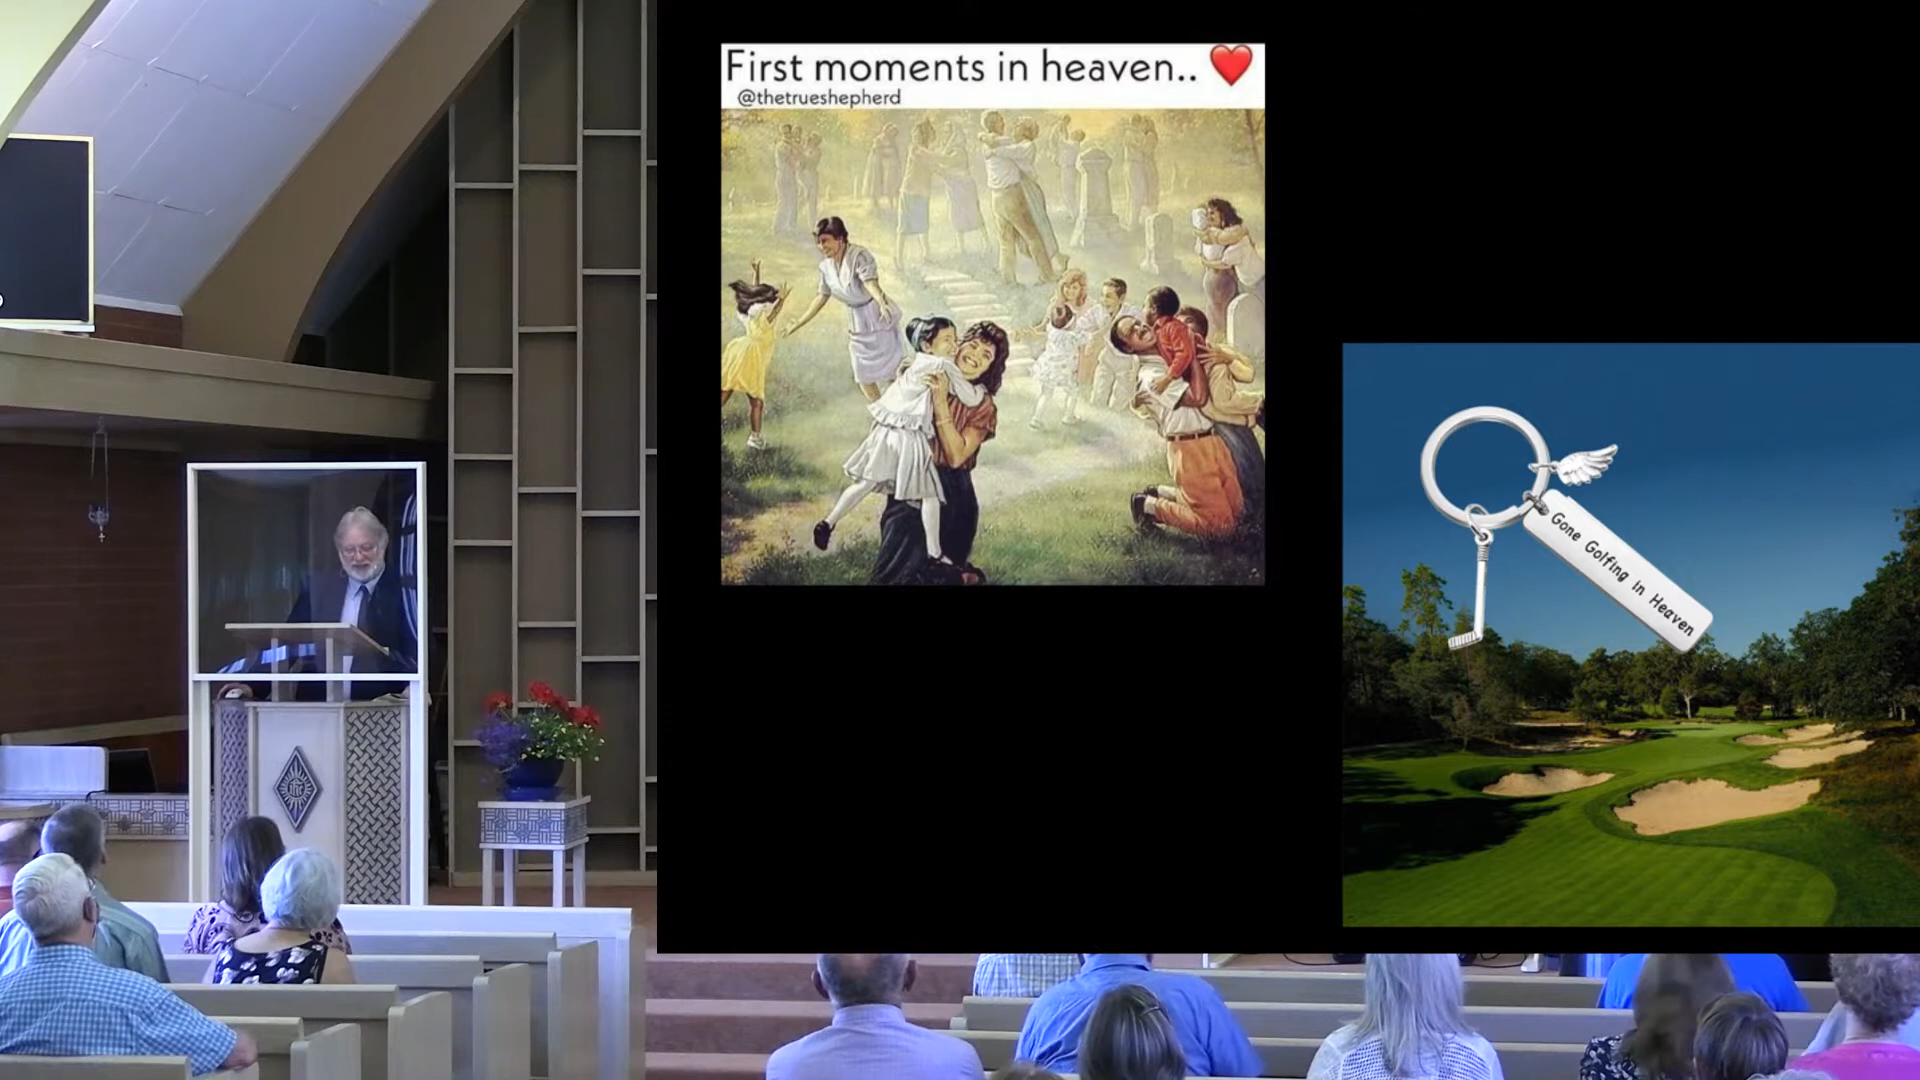 First moments in heaven.. ❤️
@thetrueshepherd
Gone Golfing in Heaven